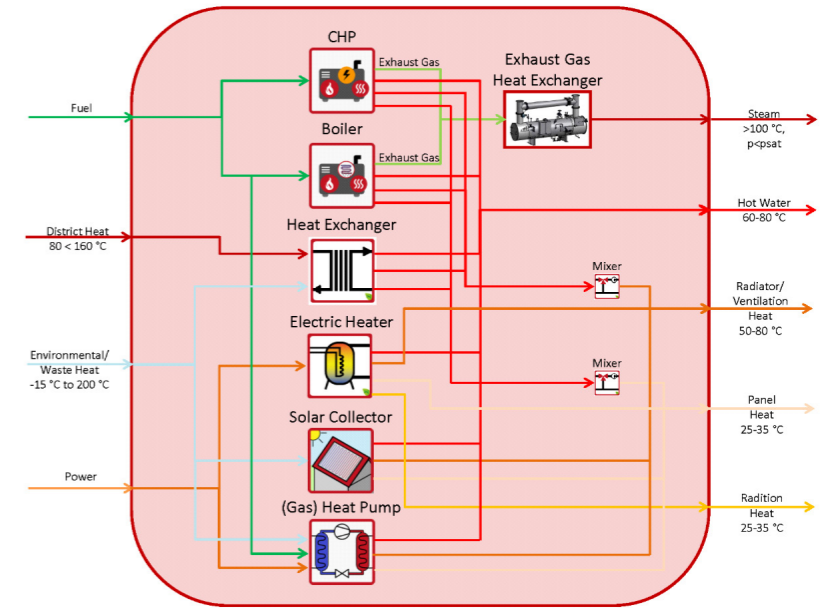 CHP
Exhaust Gas
Exhaust Gas
Heat Exchanger
Fuel
Steam
>100 °C,
p<psat
Boiler
Exhaust Gas
Hot Water
60-80 °C
District Heat
80 < 160 °C
Heat Exchanger
Mixer
Radiator/
Ventilation
Heat
50-80 °C
Electric Heater
Environmental/
Waste Heat
-15 °C to 200 °C
Mixer
Panel
Heat
25-35 °C
Solar Collector
Power
(Gas) Heat Pump
Radition
Heat
25-35 °C